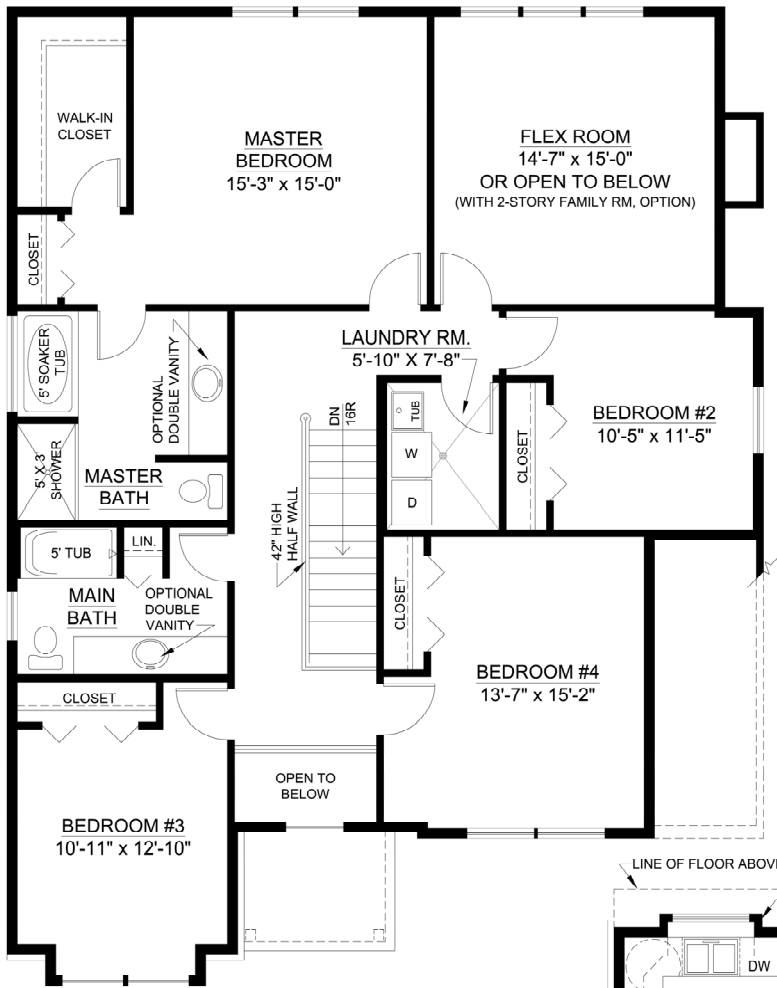 WALK-IN
CLOSET
MASTER
BEDROOM
15'-3" x 15'-0"
FLEX ROOM
14'-7" x 15'-0"
OR OPEN TO BELOW
(WITH 2-STORY FAMILY RM, OPTION)
CLOSET
5' SOAKER
TUB
OPTIONAL
DOUBLE VANITY
LAUNDRY RM.
5'-10" X 7'-8"
TUB
W
D
DN
16R
CLOSET
BEDROOM #2
10'-5" x 11'-5"
5' X 3'
SHOWER
MASTER
BATH
42" HIGH
HALF WALL
5' TUB
LIN.
MAIN
BATH
OPTIONAL
DOUBLE
VANITY
CLOSET
BEDROOM #4
13'-7" x 15'-2"
CLOSET
OPEN TO
BELOW
BEDROOM #3
10'-11" x 12'-10"
LINE OF FLOOR ABOVE
DW